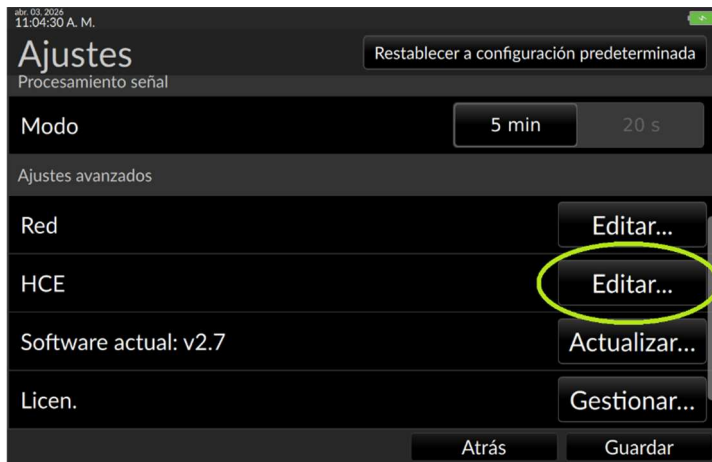 abr. 03. 2026
11:04:30 A. M.
Ajustes
Restablecer a configuración predeterminada
Procesamiento señal
Modo
5 min
20 s
Ajustes avanzados
Red
Editar...
HCE
Editar...
Software actual: v2.7
Actualizar...
Licen.
Gestionar...
Atrás
Guardar